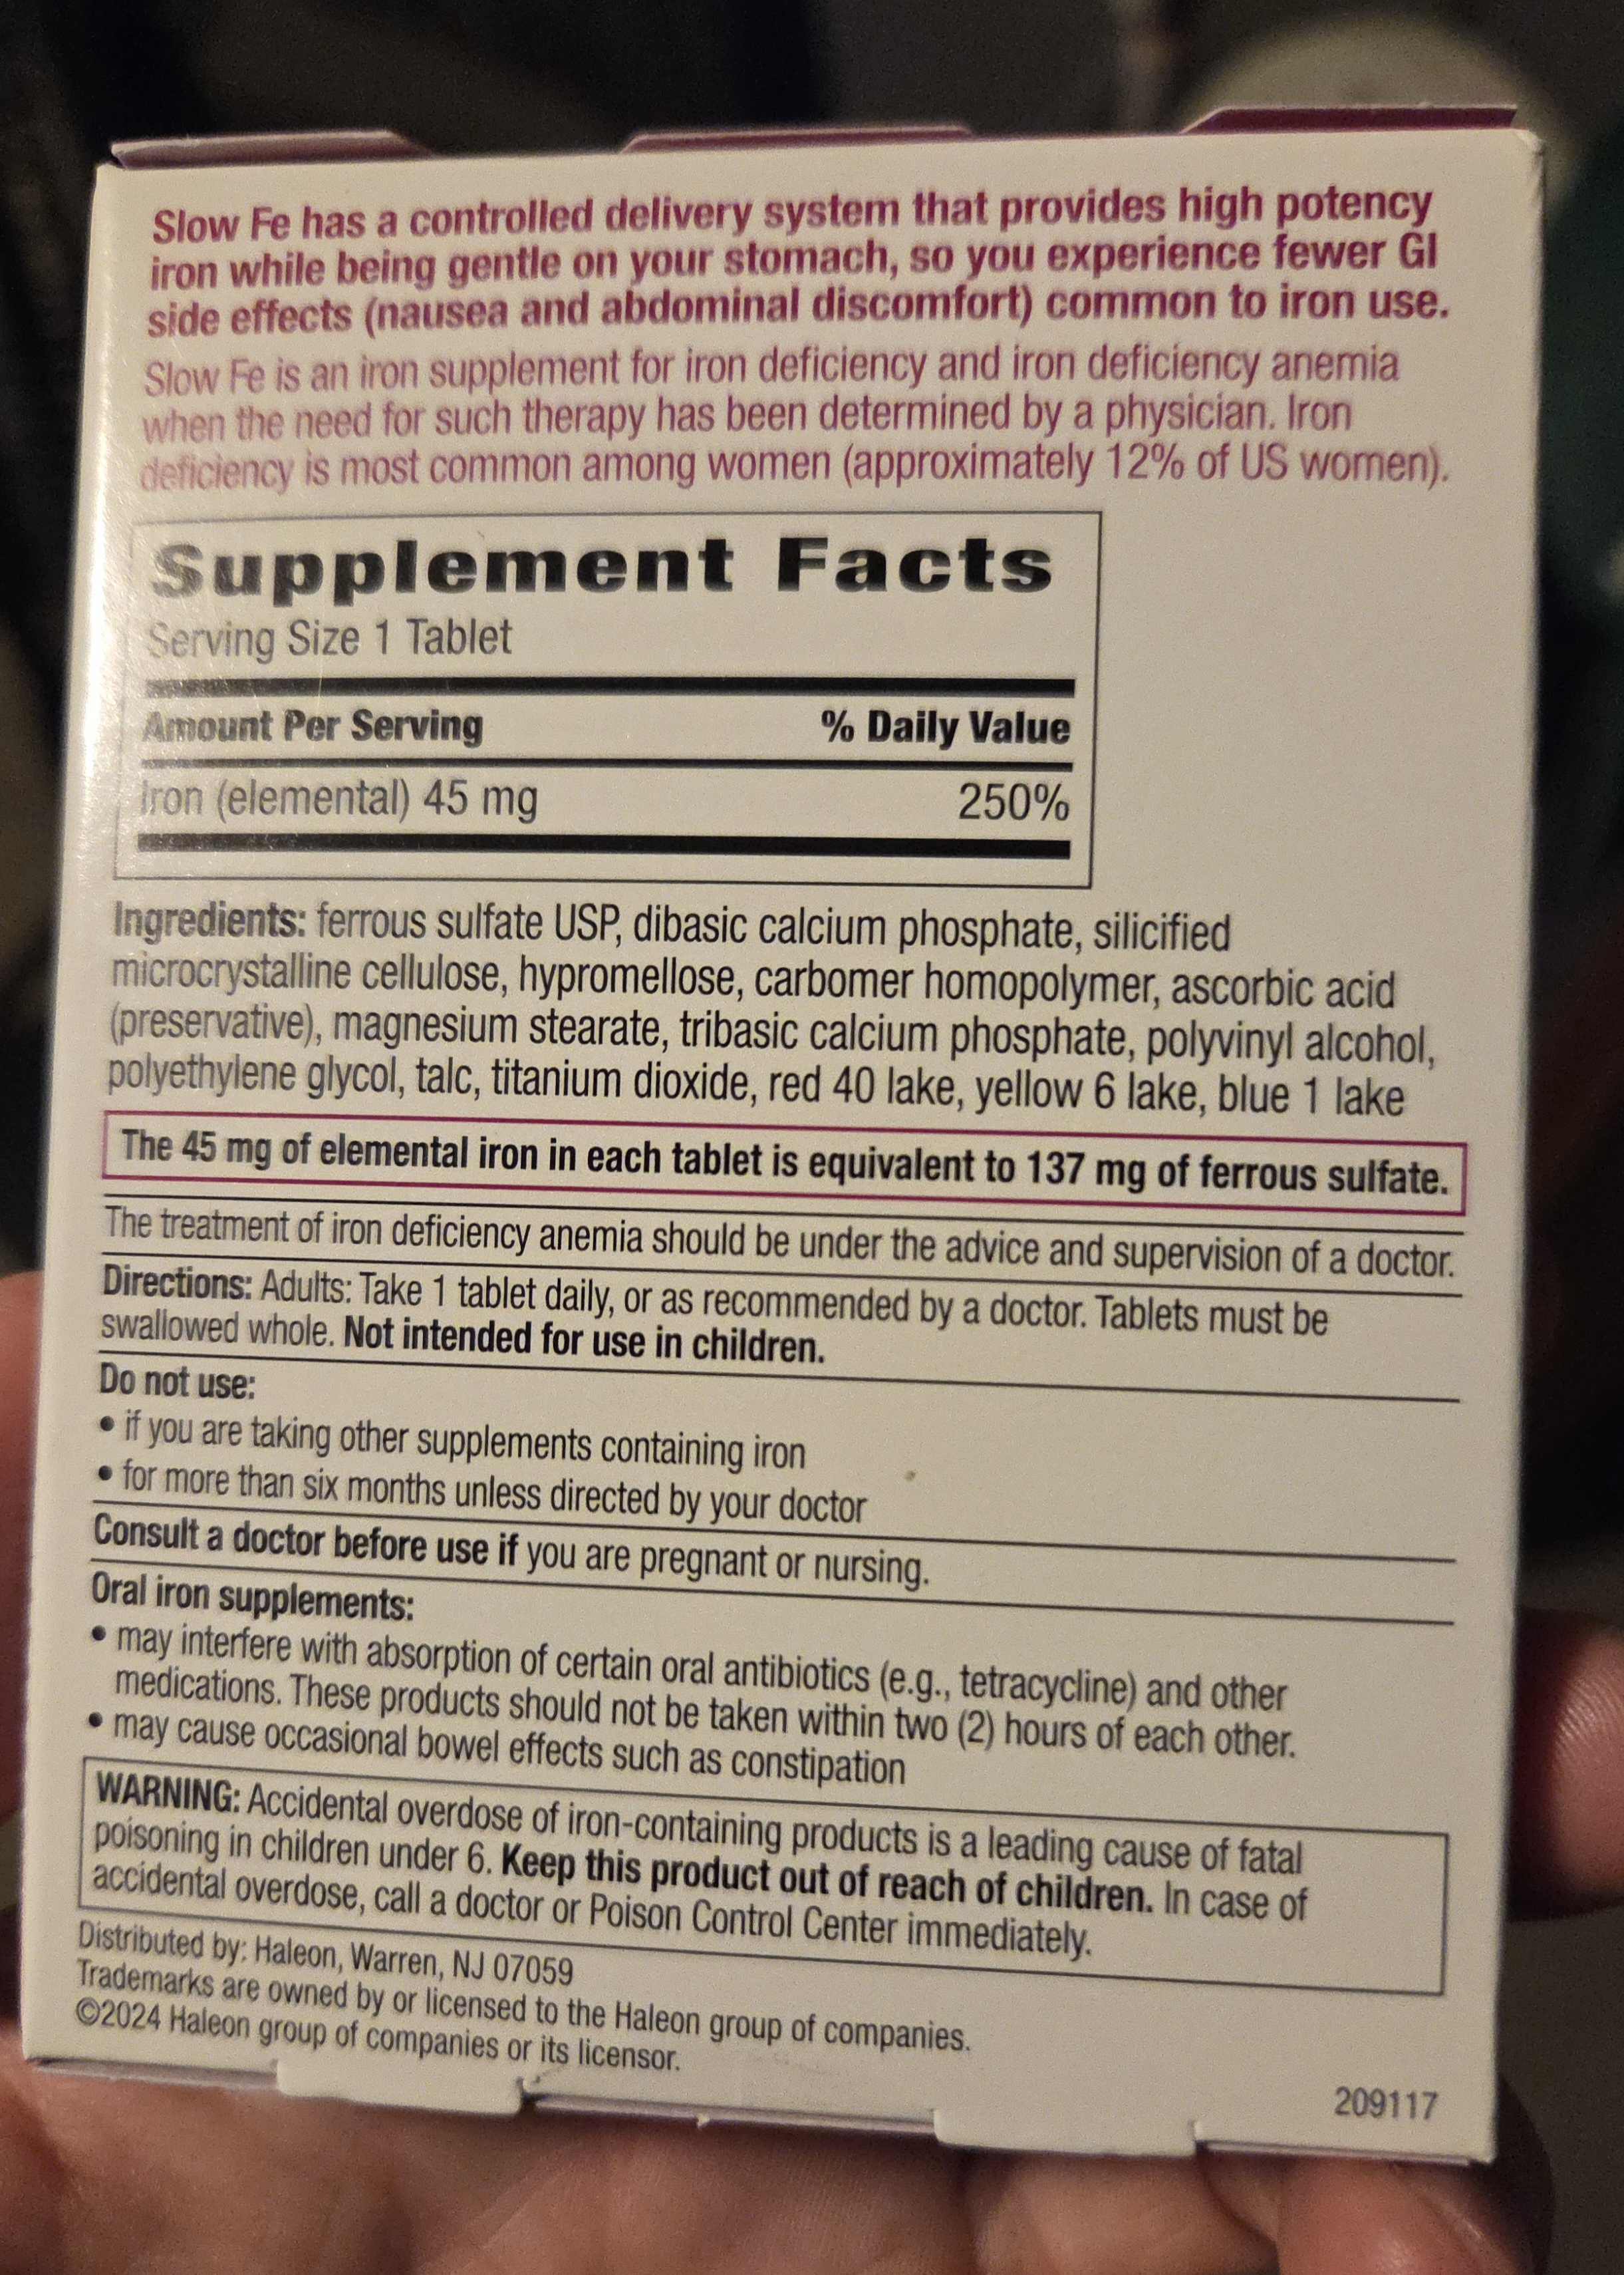 Slow Fe has a controlled delivery system that provides high potency
iron while being gentle on your stomach, so you experience fewer GI
side effects (nausea and abdominal discomfort) common to iron use.
Slow Fe is an iron supplement for iron deficiency and iron deficiency anemia
when the need for such therapy has been determined by a physician. Iron
deficiency is most common among women (approximately 12% of US women).
Supplement Facts
Serving Size 1 Tablet
Amount Per Serving % Daily Value
Iron (elemental) 45 mg 250%
Ingredients: ferrous sulfate USP, dibasic calcium phosphate, silicified
microcrystalline cellulose, hypromellose, carbomer homopolymer, ascorbic acid
(preservative), magnesium stearate, tribasic calcium phosphate, polyvinyl alcohol,
polyethylene glycol, talc, titanium dioxide, red 40 lake, yellow 6 lake, blue 1 lake
The 45 mg of elemental iron in each tablet is equivalent to 137 mg of ferrous sulfate.
The treatment of iron deficiency anemia should be under the advice and supervision of a doctor.
Directions: Adults: Take 1 tablet daily, or as recommended by a doctor. Tablets must be
swallowed whole. Not intended for use in children.
Do not use:
• if you are taking other supplements containing iron
• for more than six months unless directed by your doctor
Consult a doctor before use if you are pregnant or nursing.
Oral iron supplements:
• may interfere with absorption of certain oral antibiotics (e.g., tetracycline) and other
medications. These products should not be taken within two (2) hours of each other.
• may cause occasional bowel effects such as constipation
WARNING: Accidental overdose of iron-containing products is a leading cause of fatal
poisoning in children under 6. Keep this product out of reach of children. In case of
accidental overdose, call a doctor or Poison Control Center immediately.
Distributed by: Haleon, Warren, NJ 07059
Trademarks are owned by or licensed to the Haleon group of companies.
©2024 Haleon group of companies or its licensor.
209117